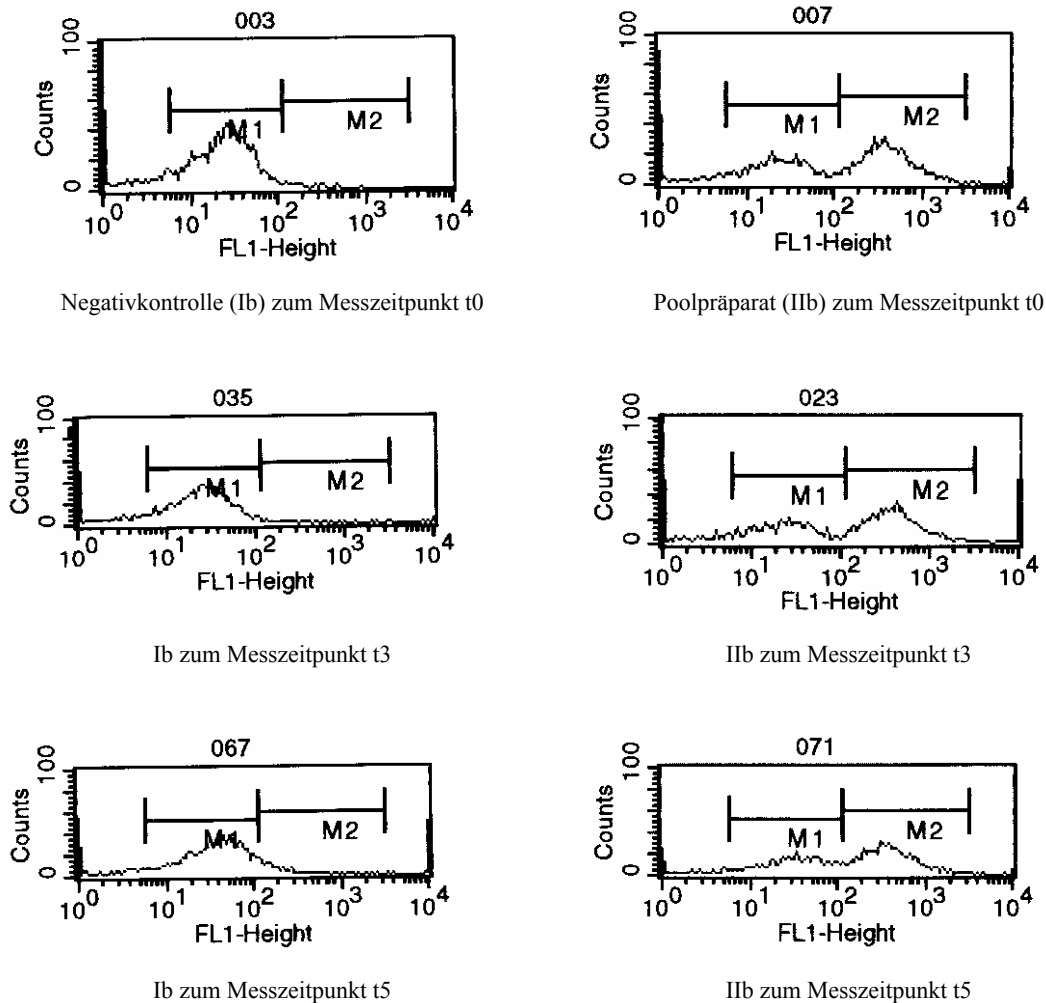 003
100
Counts
0
M1
M2
10^0 10^1 10^2 10^3 10^4
FL1-Height
Negativkontrolle (Ib) zum Messzeitpunkt t0
007
100
Counts
0
M1
M2
10^0 10^1 10^2 10^3 10^4
FL1-Height
Poolpräparat (IIb) zum Messzeitpunkt t0
035
100
Counts
0
M1
M2
10^0 10^1 10^2 10^3 10^4
FL1-Height
Ib zum Messzeitpunkt t3
023
100
Counts
0
M1
M2
10^0 10^1 10^2 10^3 10^4
FL1-Height
IIb zum Messzeitpunkt t3
067
100
Counts
0
M1
M2
10^0 10^1 10^2 10^3 10^4
FL1-Height
Ib zum Messzeitpunkt t5
071
100
Counts
0
M1
M2
10^0 10^1 10^2 10^3 10^4
FL1-Height
IIb zum Messzeitpunkt t5